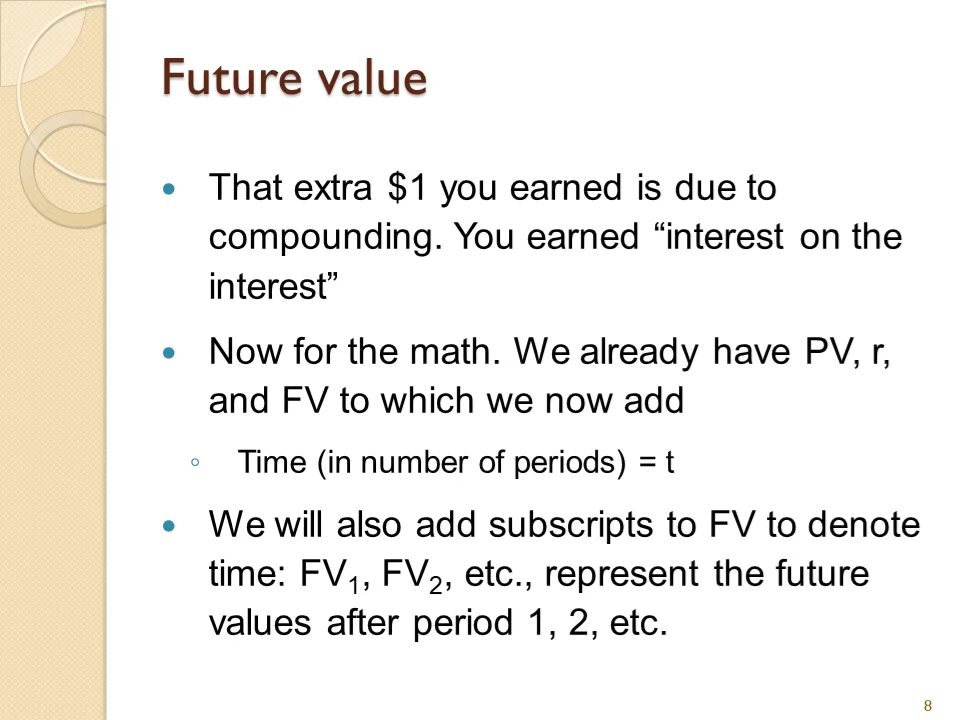 Future value
• That extra $1 you earned is due to
compounding. You earned “interest on the
interest”
• Now for the math. We already have PV, r,
and FV to which we now add
◦ Time (in number of periods) = t
• We will also add subscripts to FV to denote
time: FV₁, FV₂, etc., represent the future
values after period 1, 2, etc.
8